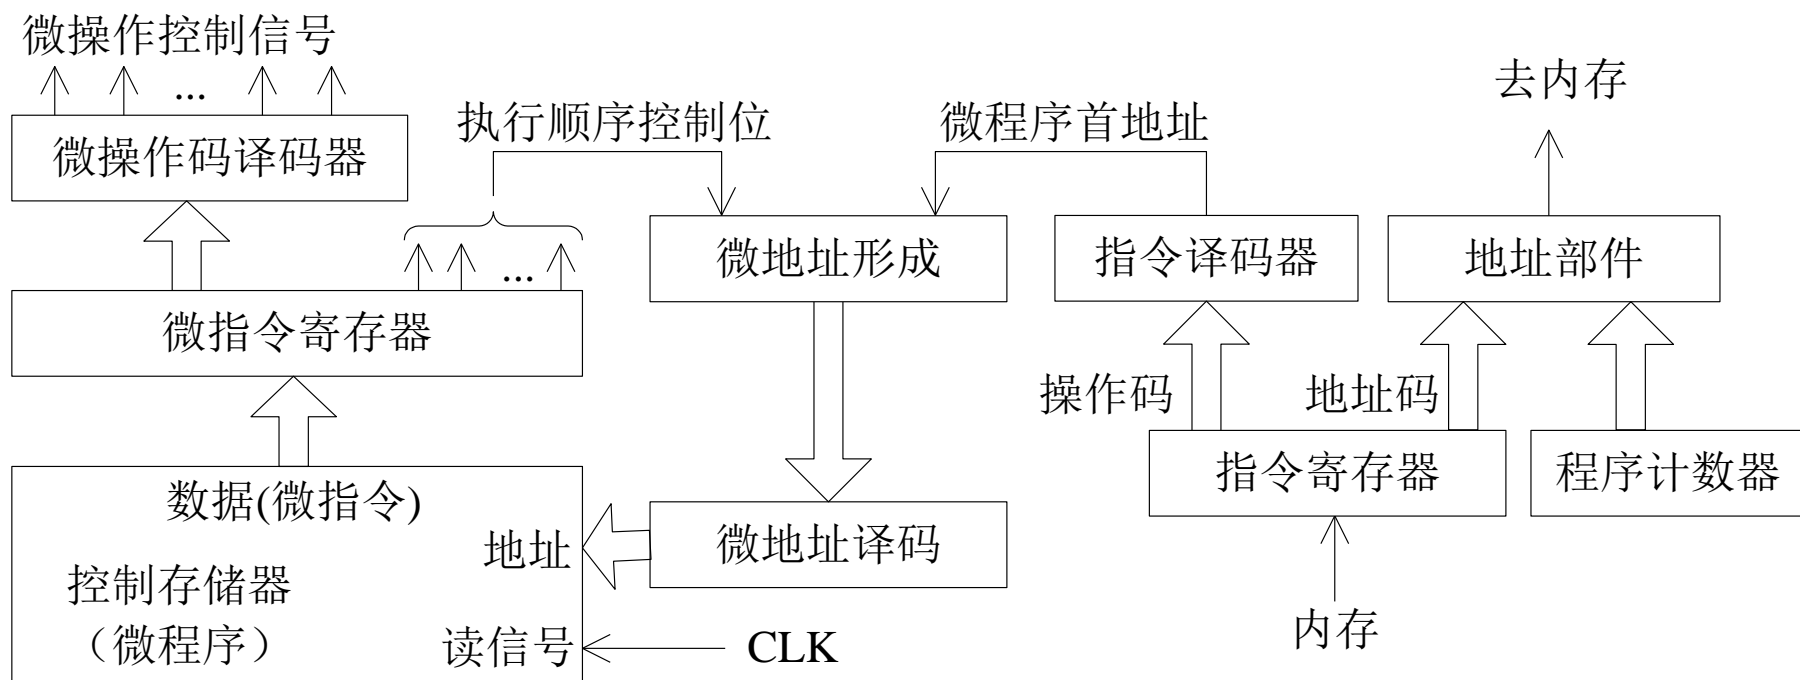 微操作控制信号
...
去内存
执行顺序控制位
微程序首地址
微操作码译码器
微地址形成
指令译码器
地址部件
...
微指令寄存器
操作码
地址码
指令寄存器
程序计数器
数据(微指令)
地址
微地址译码
控制存储器
（微程序）
读信号
CLK
内存